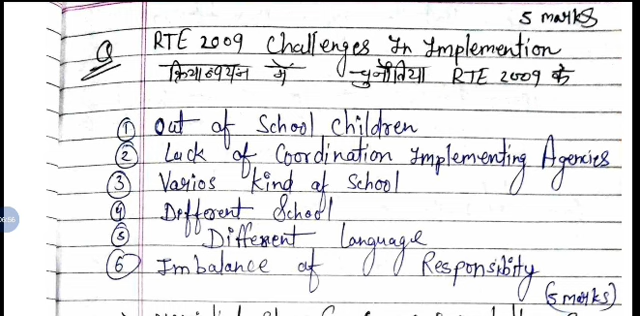 5 marks
Q RTE 2009 Challenges In Implemention
क्रियान्वयन में चुनौतिया RTE 2009 के
① Out of School Children
② Lack of Coordination Implementing Agencies
③ Varios Kind of School
④ Different School
⑤ Different Language
⑥ Imbalance of Responsibity
(5 marks)